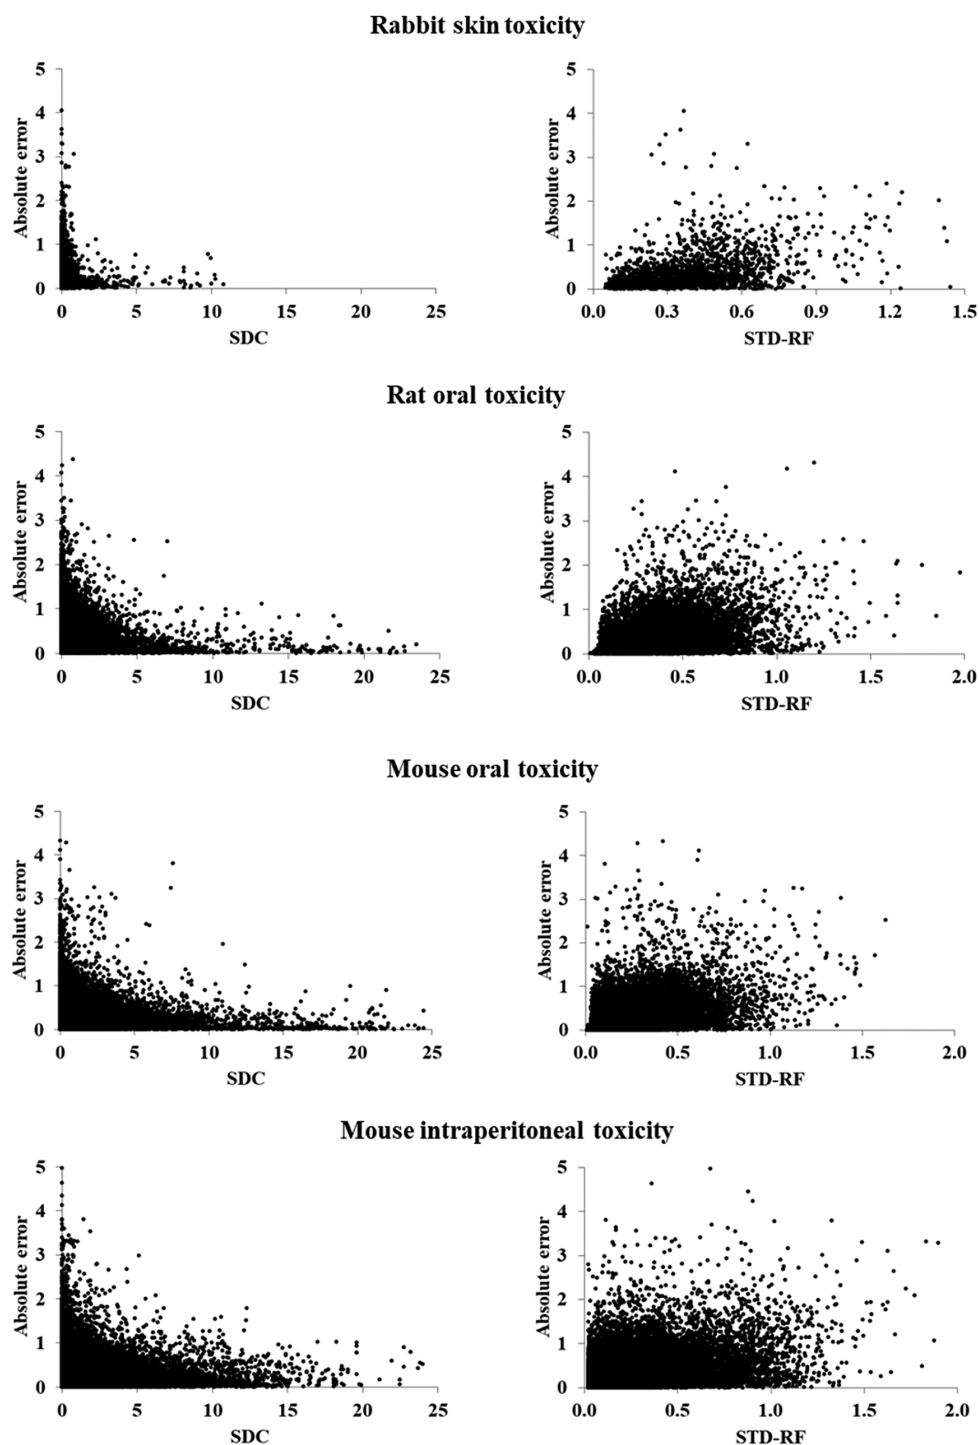 Rabbit skin toxicity
5
4
3
2
1
0
Absolute error
0 5 10 15 20 25
SDC
5
4
3
2
1
0
Absolute error
0.0 0.3 0.6 0.9 1.2 1.5
STD-RF
Rat oral toxicity
5
4
3
2
1
0
Absolute error
0 5 10 15 20 25
SDC
5
4
3
2
1
0
Absolute error
0.0 0.5 1.0 1.5 2.0
STD-RF
Mouse oral toxicity
5
4
3
2
1
0
Absolute error
0 5 10 15 20 25
SDC
5
4
3
2
1
0
Absolute error
0.0 0.5 1.0 1.5 2.0
STD-RF
Mouse intraperitoneal toxicity
5
4
3
2
1
0
Absolute error
0 5 10 15 20 25
SDC
5
4
3
2
1
0
Absolute error
0.0 0.5 1.0 1.5 2.0
STD-RF